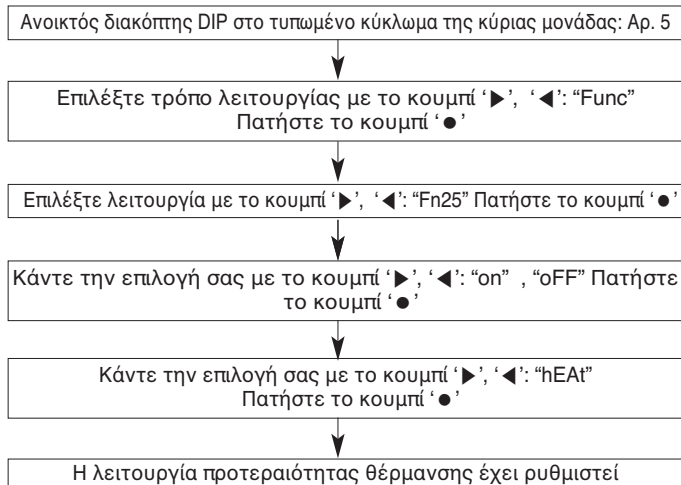 Ανοικτός διακόπτης DIP στο τυπωμένο κύκλωμα της κύριας μονάδας: Αρ. 5
Επιλέξτε τρόπο λειτουργίας με το κουμπί ‘▶’, ‘◀’: “Func”
Πατήστε το κουμπί ‘●’
Επιλέξτε λειτουργία με το κουμπί ‘▶’, ‘◀’: “Fn25” Πατήστε το κουμπί ‘●’
Κάντε την επιλογή σας με το κουμπί ‘▶’, ‘◀’: “on” , “oFF” Πατήστε
το κουμπί ‘●’
Κάντε την επιλογή σας με το κουμπί ‘▶’, ‘◀’: “hEAt”
Πατήστε το κουμπί ‘●’
Η λειτουργία προτεραιότητας θέρμανσης έχει ρυθμιστεί